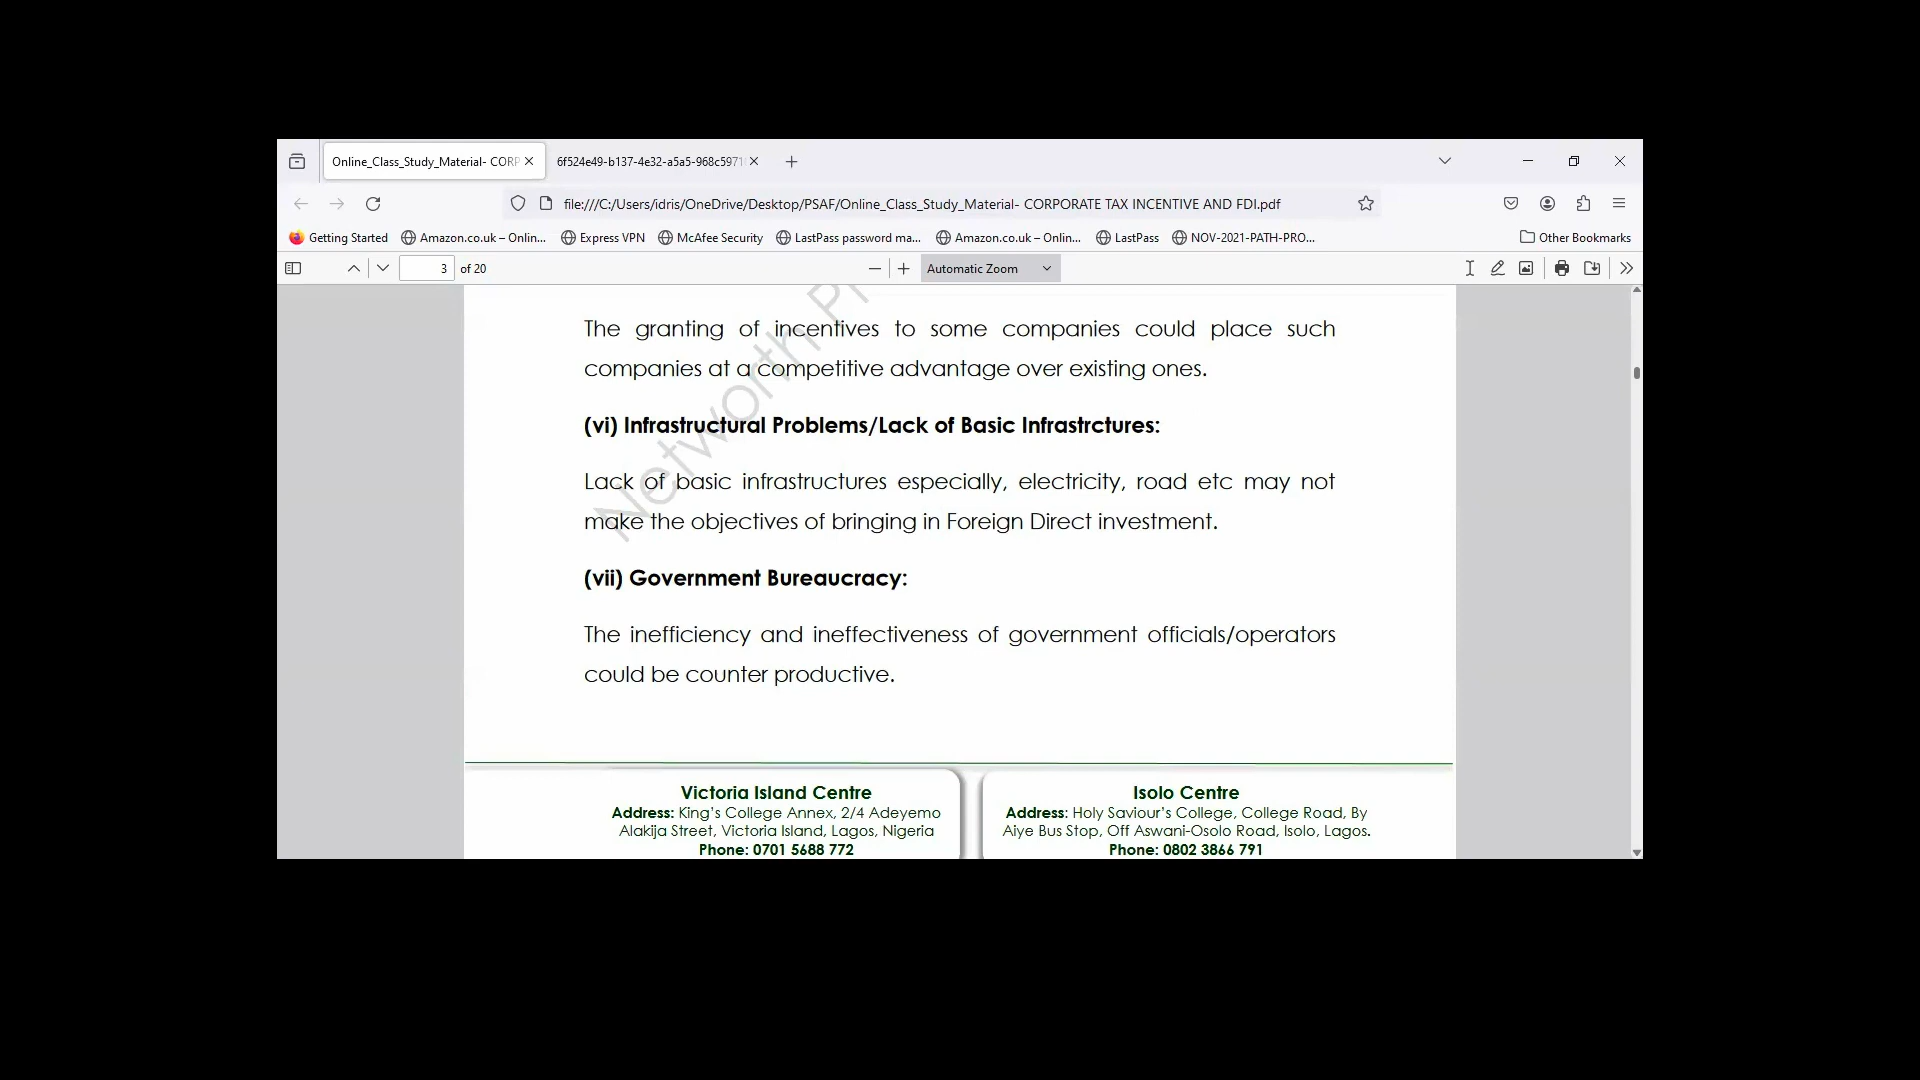 Online_Class_Study_Material- CORP
6f524e49-b137-4e32-a5a5-968c5971
file:///C:/Users/idris/OneDrive/Desktop/PSAF/Online_Class_Study_Material- CORPORATE TAX INCENTIVE AND FDI.pdf
Getting Started Amazon.co.uk – Onlin... Express VPN McAfee Security LastPass password ma... Amazon.co.uk – Onlin... LastPass NOV-2021-PATH-PRO... Other Bookmarks
3 of 20 Automatic Zoom
Networth
The granting of incentives to some companies could place such
companies at a competitive advantage over existing ones.
(vi) Infrastructural Problems/Lack of Basic Infrastrctures:
Lack of basic infrastructures especially, electricity, road etc may not
make the objectives of bringing in Foreign Direct investment.
(vii) Government Bureaucracy:
The inefficiency and ineffectiveness of government officials/operators
could be counter productive.
Victoria Island Centre
Address: King's College Annex, 2/4 Adeyemo
Alakija Street, Victoria Island, Lagos, Nigeria
Phone: 0701 5688 772
Isolo Centre
Address: Holy Saviour's College, College Road, By
Aiye Bus Stop, Off Aswani-Osolo Road, Isolo, Lagos.
Phone: 0802 3866 791